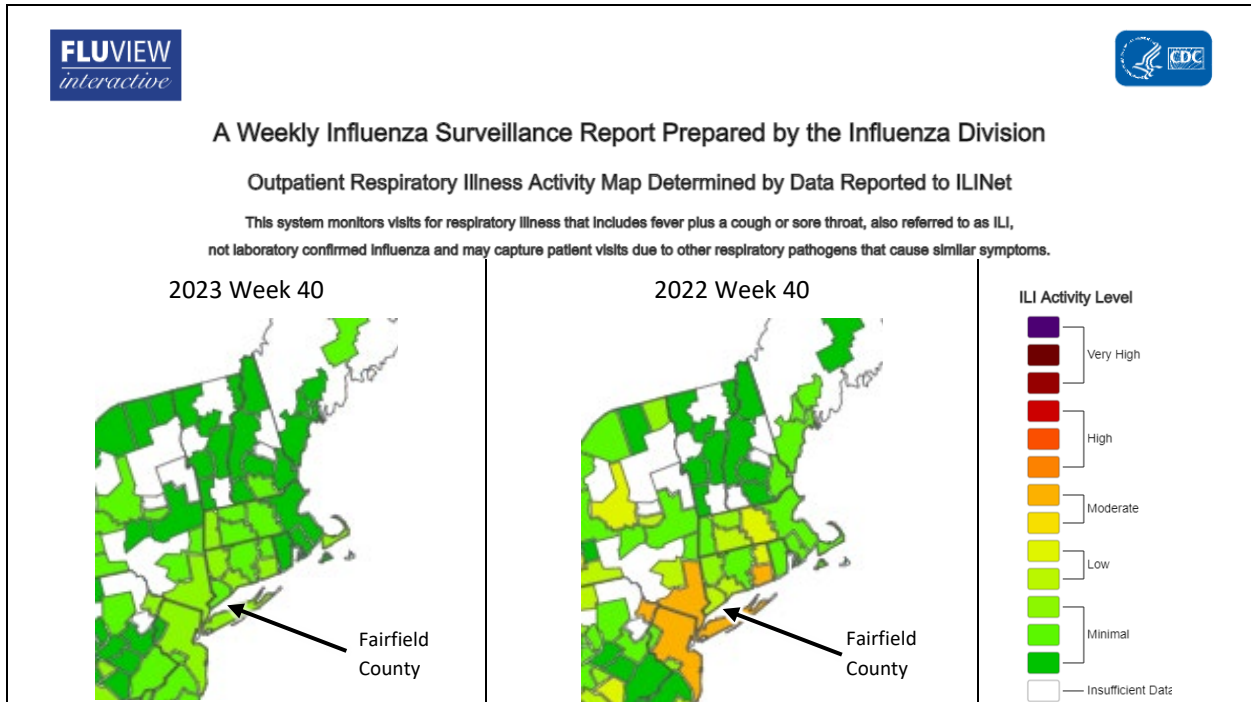 FLUVIEW
interactive
CDC
A Weekly Influenza Surveillance Report Prepared by the Influenza Division
Outpatient Respiratory Illness Activity Map Determined by Data Reported to ILINet
This system monitors visits for respiratory illness that includes fever plus a cough or sore throat, also referred to as ILI,
not laboratory confirmed influenza and may capture patient visits due to other respiratory pathogens that cause similar symptoms.
2023 Week 40
Fairfield
County
2022 Week 40
Fairfield
County
ILI Activity Level
Very High
High
Moderate
Low
Minimal
Insufficient Data